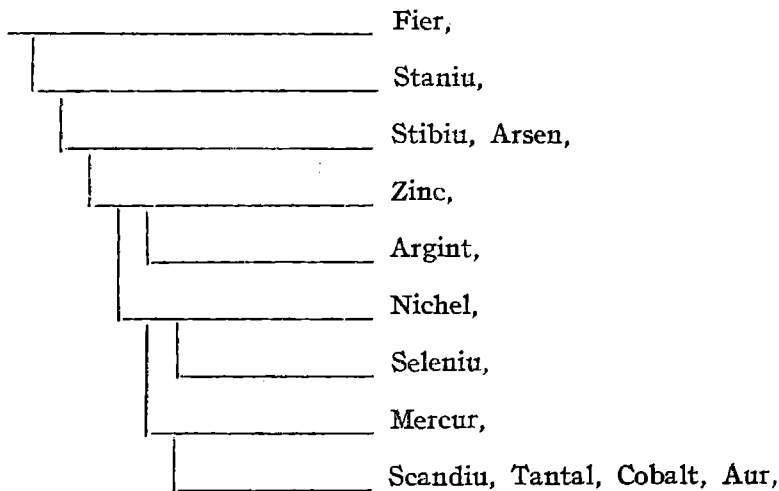 Fier,
Staniu,
Stibiu, Arsen,
Zinc,
Argint,
Nichel,
Seleniu,
Mercur,
Scandiu, Tantal, Cobalt, Aur,